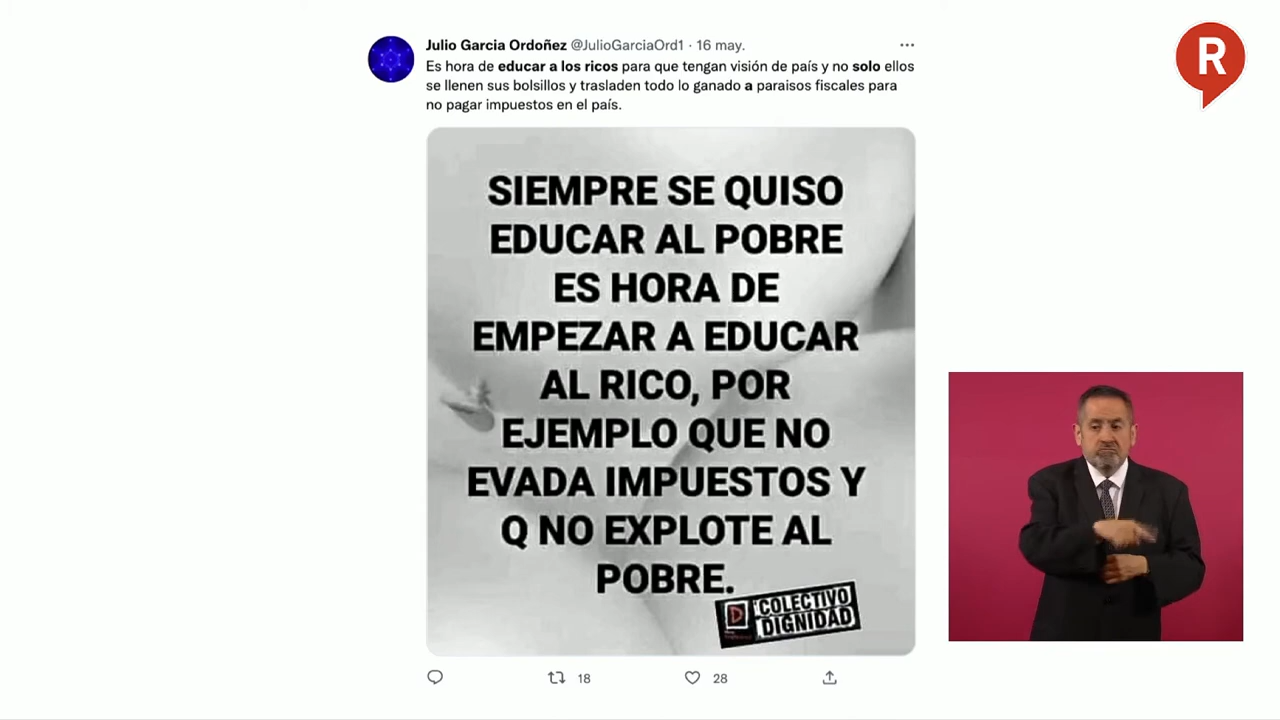 Julio Garcia Ordoñez @JulioGarciaOrd1 · 16 may.
Es hora de educar a los ricos para que tengan visión de país y no solo ellos
se llenen sus bolsillos y trasladen todo lo ganado a paraisos fiscales para
no pagar impuestos en el país.
SIEMPRE SE QUISO
EDUCAR AL POBRE
ES HORA DE
EMPEZAR A EDUCAR
AL RICO, POR
EJEMPLO QUE NO
EVADA IMPUESTOS Y
Q NO EXPLOTE AL
POBRE.
D
COLECTIVO
DIGNIDAD
18
28
R